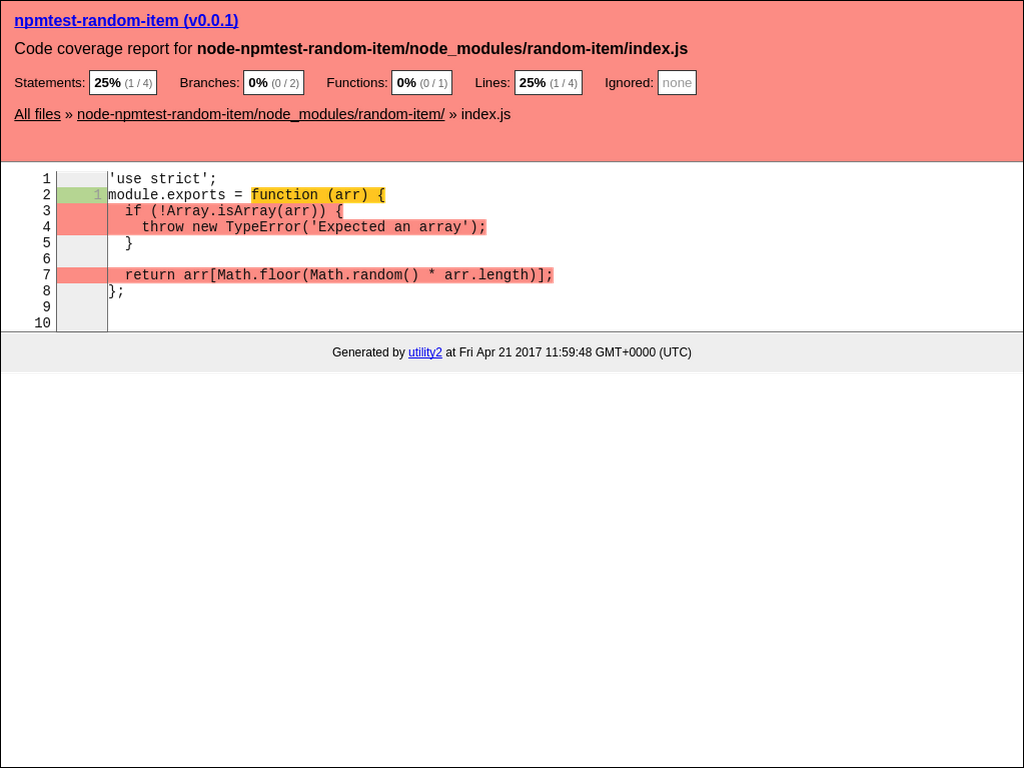 npmtest-random-item (v0.0.1)
Code coverage report for node-npmtest-random-item/node_modules/random-item/index.js
Statements: 25% (1 / 4) Branches: 0% (0 / 2) Functions: 0% (0 / 1) Lines: 25% (1 / 4) Ignored: none
All files » node-npmtest-random-item/node_modules/random-item/ » index.js
1 'use strict';
2 1 module.exports = function (arr) {
3   if (!Array.isArray(arr)) {
4     throw new TypeError('Expected an array');
5   }
6
7   return arr[Math.floor(Math.random() * arr.length)];
8 };
9
10
Generated by utility2 at Fri Apr 21 2017 11:59:48 GMT+0000 (UTC)